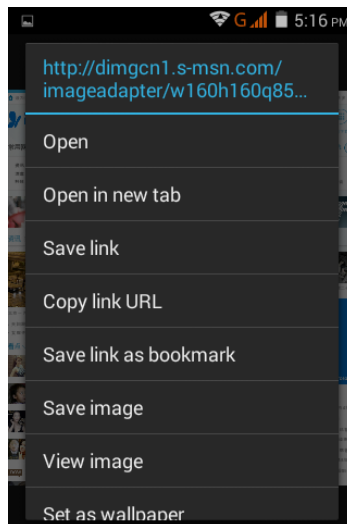 G 5:16 PM
http://dimgcn1.s-msn.com/
imageadapter/w160h160q85...
Open
Open in new tab
Save link
Copy link URL
Save link as bookmark
Save image
View image
Set as wallpaper